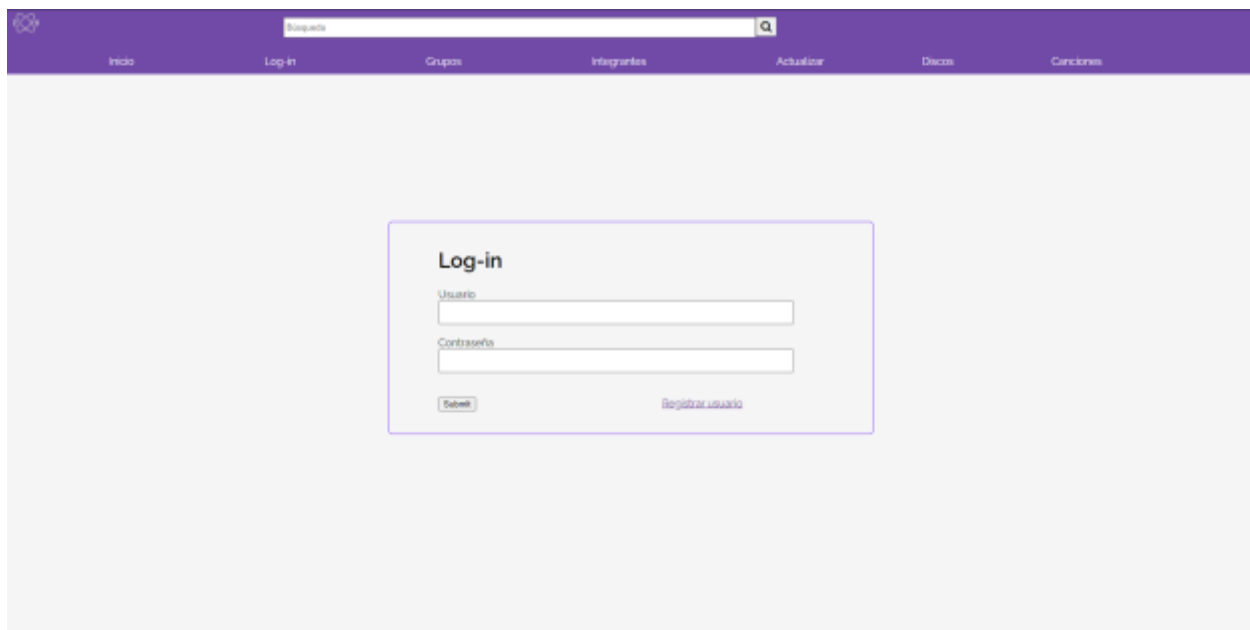 Búsqueda
Inicio Log-in Grupos Integrantes Actualizar Discos Canciones
Log-in
Usuario
Contraseña
Submit Registrar usuario